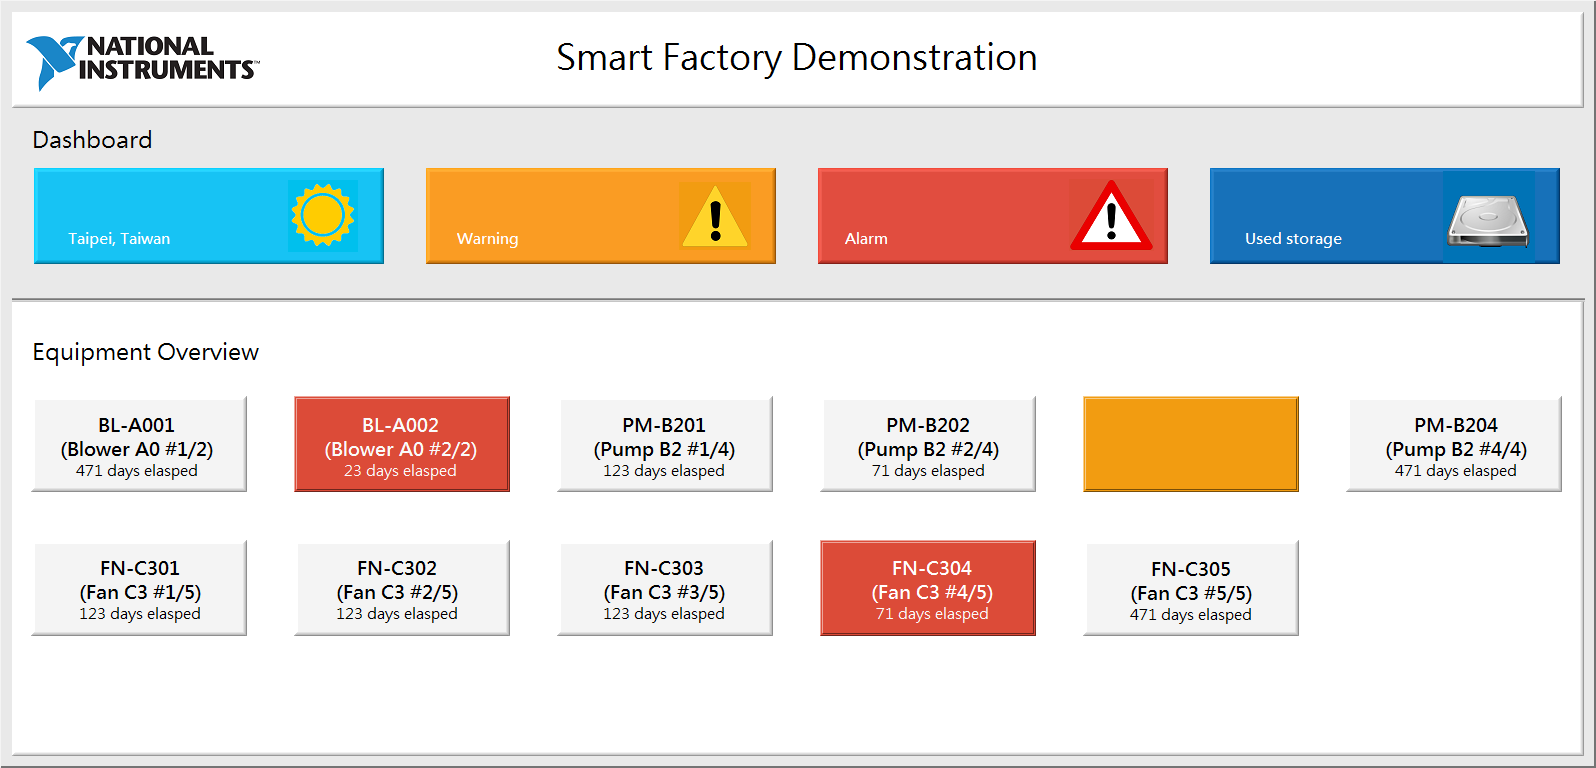 NATIONAL
INSTRUMENTS™
Smart Factory Demonstration
Dashboard
Taipei, Taiwan
Warning
Alarm
Used storage
Equipment Overview
BL-A001
(Blower A0 #1/2)
471 days elasped
BL-A002
(Blower A0 #2/2)
23 days elasped
PM-B201
(Pump B2 #1/4)
123 days elasped
PM-B202
(Pump B2 #2/4)
71 days elasped
PM-B204
(Pump B2 #4/4)
471 days elasped
FN-C301
(Fan C3 #1/5)
123 days elasped
FN-C302
(Fan C3 #2/5)
123 days elasped
FN-C303
(Fan C3 #3/5)
123 days elasped
FN-C304
(Fan C3 #4/5)
71 days elasped
FN-C305
(Fan C3 #5/5)
471 days elasped